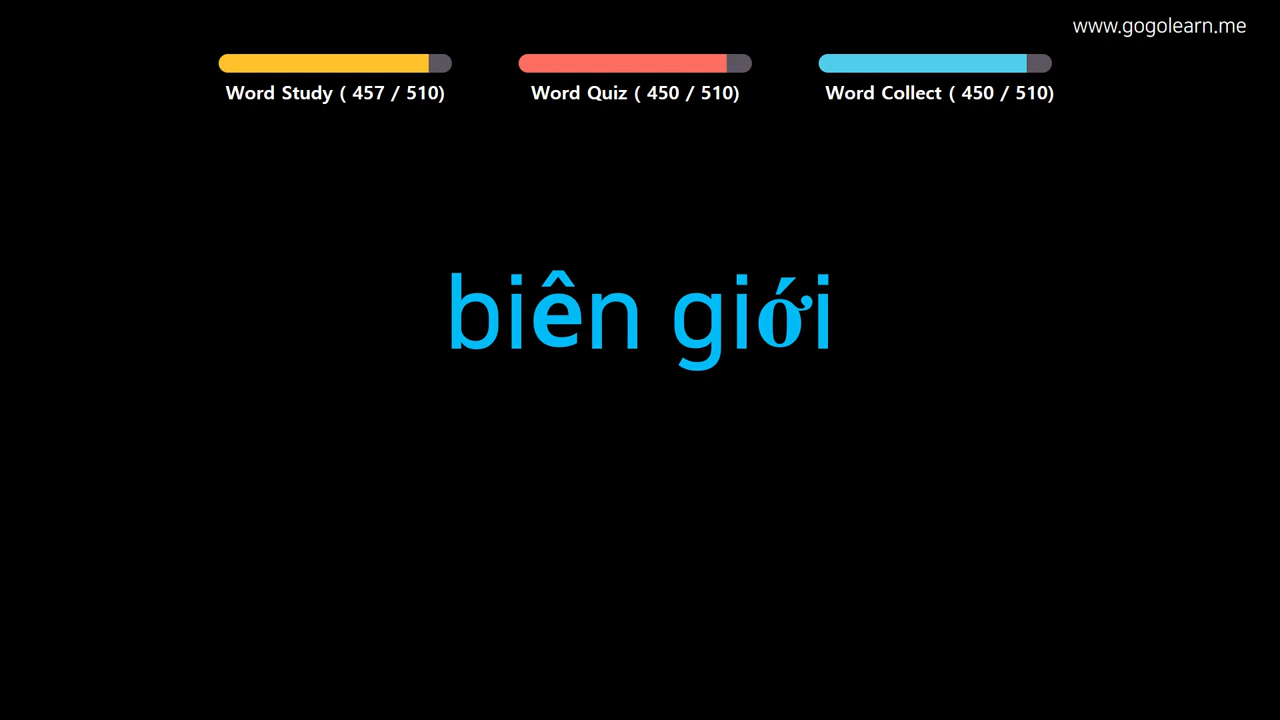 www.gogolearn.me
Word Study ( 457 / 510)
Word Quiz ( 450 / 510)
Word Collect ( 450 / 510)
biên giới